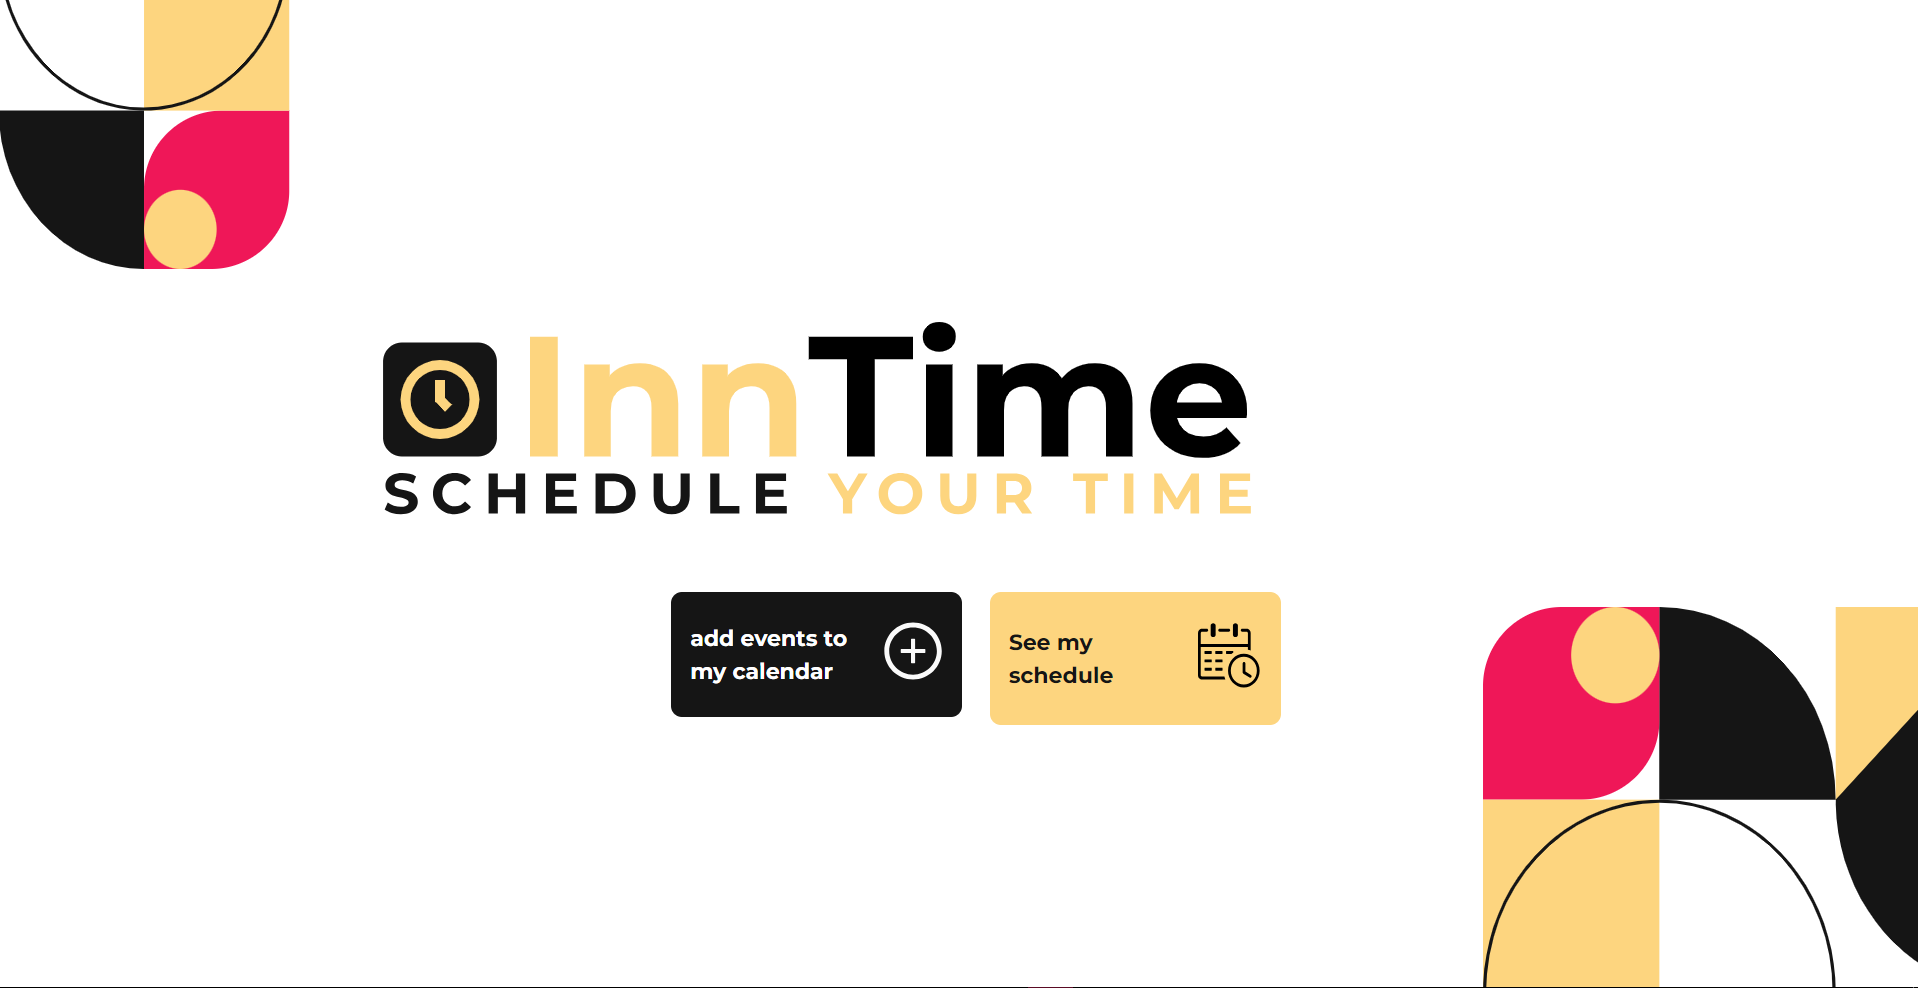 InnTime
SCHEDULE YOUR TIME
add events to
my calendar
See my
schedule